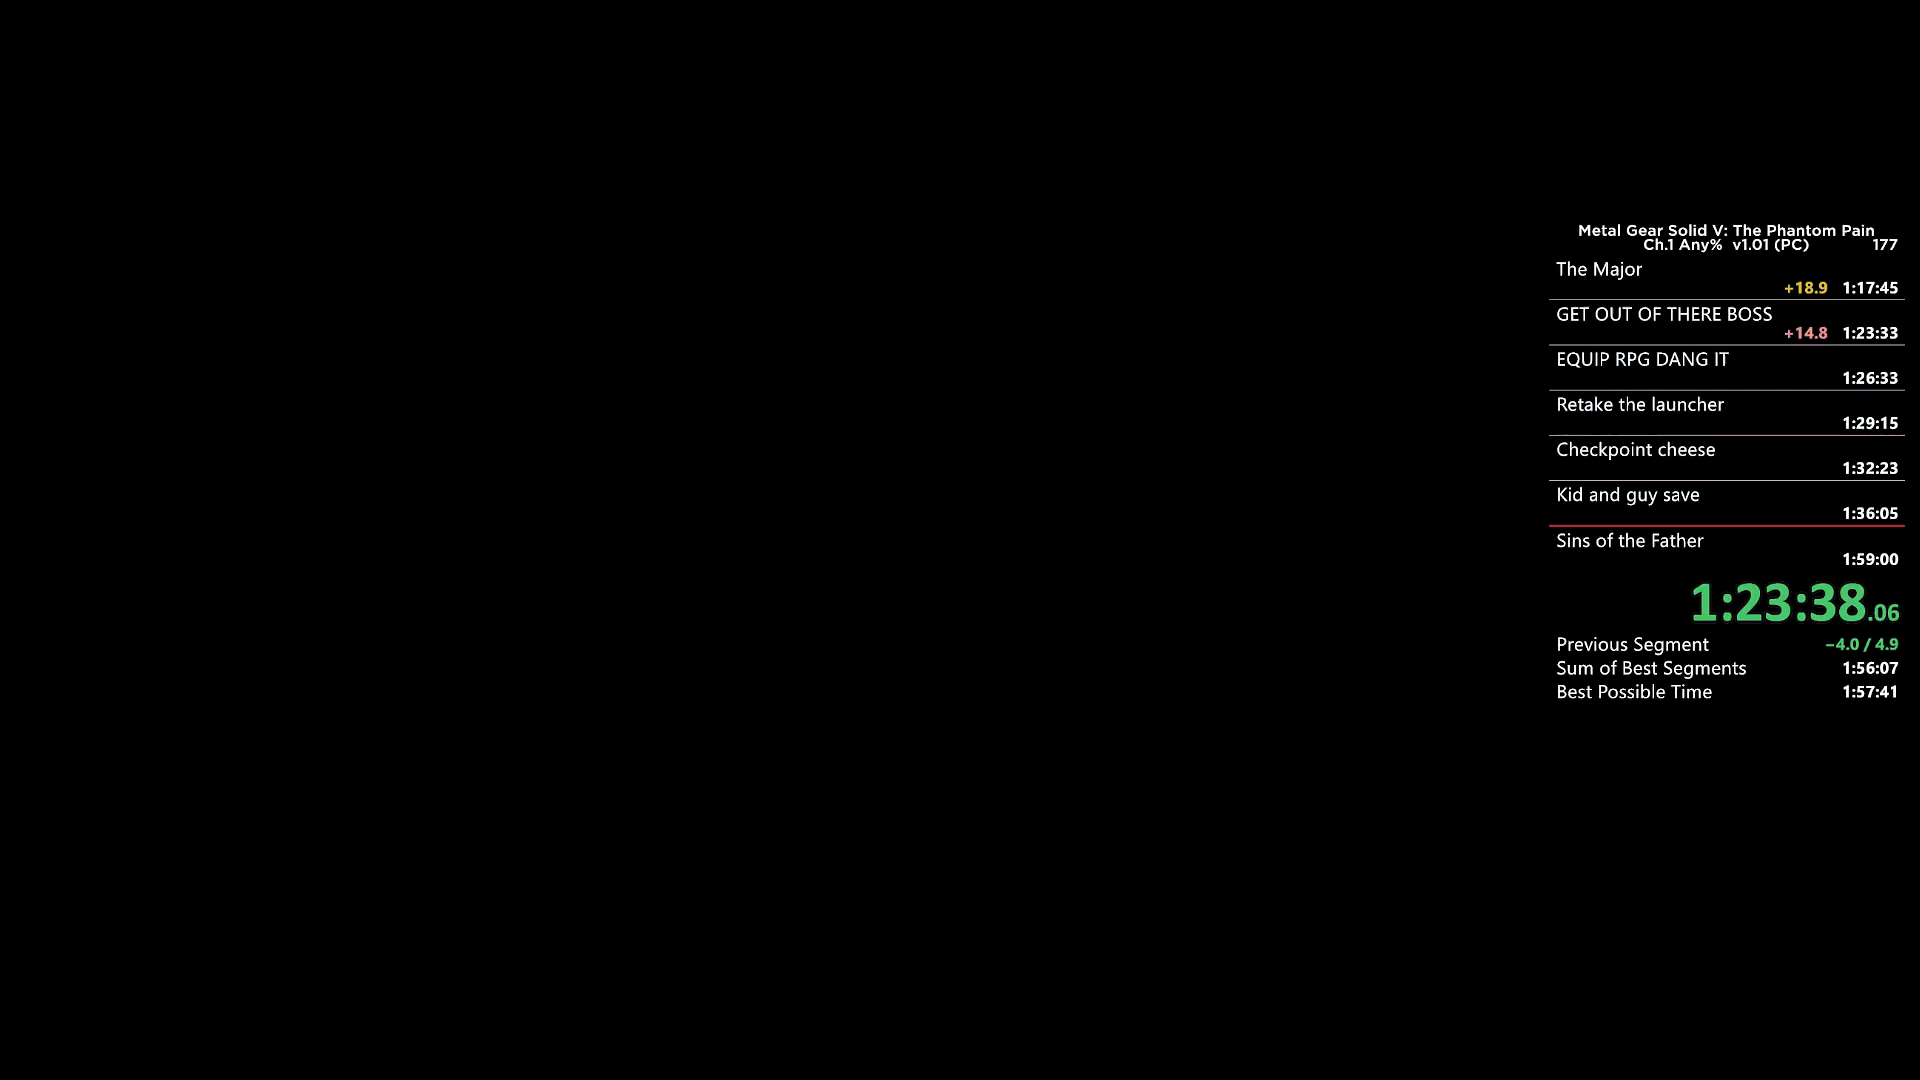 Metal Gear Solid V: The Phantom Pain
Ch.1 Any% v1.01 (PC) 177
The Major
+18.9 1:17:45
GET OUT OF THERE BOSS
+14.8 1:23:33
EQUIP RPG DANG IT
1:26:33
Retake the launcher
1:29:15
Checkpoint cheese
1:32:23
Kid and guy save
1:36:05
Sins of the Father
1:59:00
1:23:38.06
Previous Segment −4.0 / 4.9
Sum of Best Segments 1:56:07
Best Possible Time 1:57:41